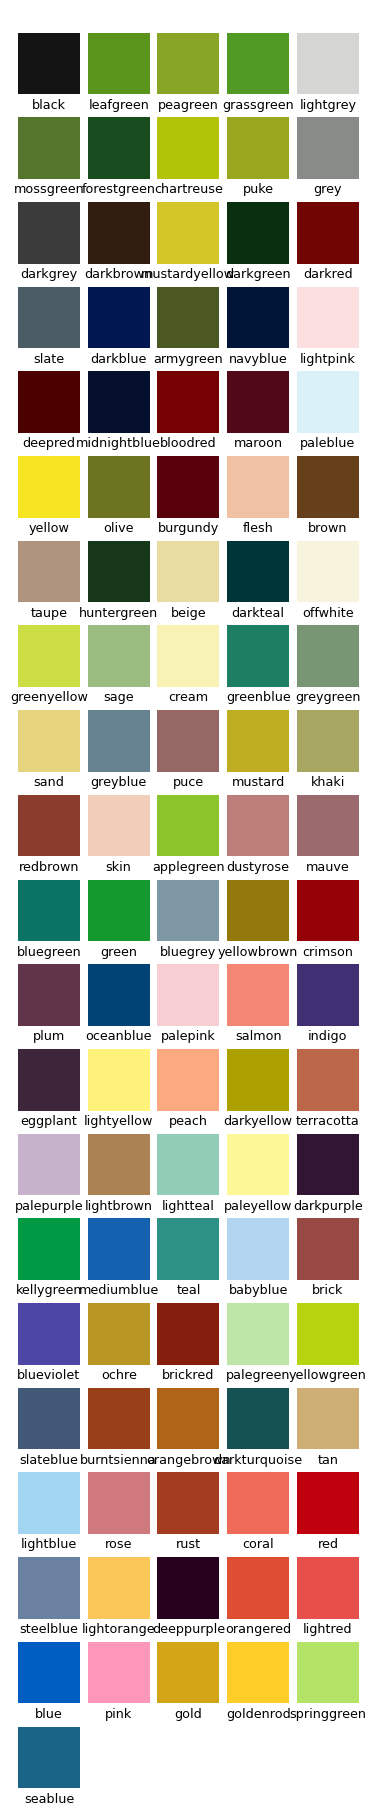 black leafgreen peagreen grassgreen lightgrey
mossgreen forestgreen chartreuse puke grey
darkgrey darkbrown mustardyellow darkgreen darkred
slate darkblue armygreen navyblue lightpink
deepred midnightblue bloodred maroon paleblue
yellow olive burgundy flesh brown
taupe huntergreen beige darkteal offwhite
greenyellow sage cream greenblue greygreen
sand greyblue puce mustard khaki
redbrown skin applegreen dustyrose mauve
bluegreen green bluegrey yellowbrown crimson
plum oceanblue palepink salmon indigo
eggplant lightyellow peach darkyellow terracotta
palepurple lightbrown lightteal paleyellow darkpurple
kellygreen mediumblue teal babyblue brick
blueviolet ochre brickred palegreen yellowgreen
slateblue burntsienna orangebrown darkturquoise tan
lightblue rose rust coral red
steelblue lightorange deeppurple orangered lightred
blue pink gold goldenrod springgreen
seablue